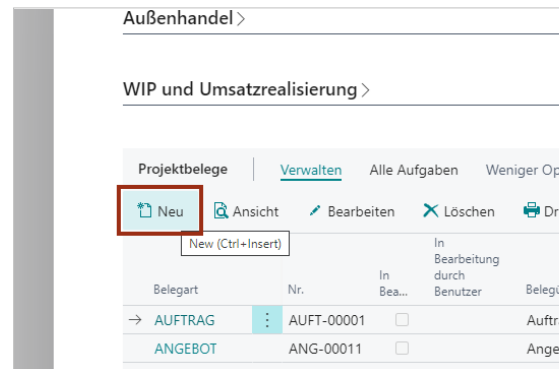 Außenhandel >
WIP und Umsatzrealisierung >
Projektbelege Verwalten Alle Aufgaben Weniger Op
Neu Ansicht Bearbeiten Löschen Dr
New (Ctrl+Insert)
In
Bearbeitung
In durch
Belegart Nr. Bea... Benutzer Belegü
→ AUFTRAG AUFT-00001 Auftr
ANGEBOT ANG-00011 Ange